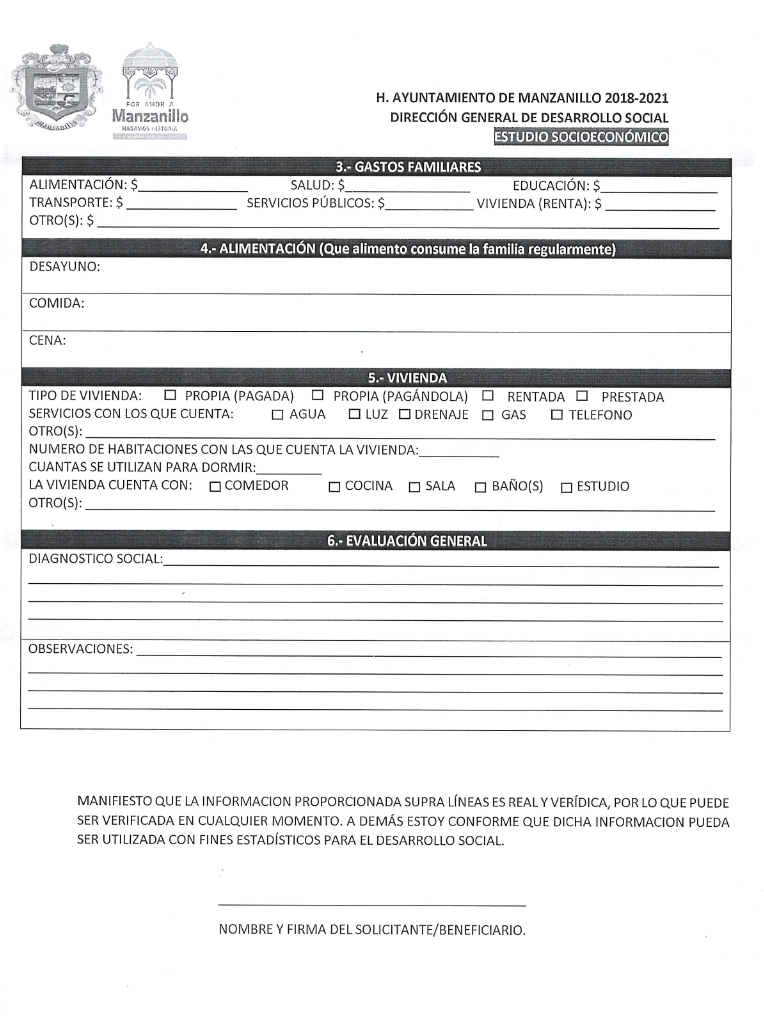 POR AMOR A
Manzanillo
HAGAMOS HISTORIA
H. AYUNTAMIENTO DE MANZANILLO 2018-2021
DIRECCIÓN GENERAL DE DESARROLLO SOCIAL
ESTUDIO SOCIOECONÓMICO
3.- GASTOS FAMILIARES
ALIMENTACIÓN: $ SALUD: $ EDUCACIÓN: $
TRANSPORTE: $ SERVICIOS PÚBLICOS: $ VIVIENDA (RENTA): $
OTRO(S): $
4.- ALIMENTACIÓN (Que alimento consume la familia regularmente)
DESAYUNO:
COMIDA:
CENA:
5.- VIVIENDA
TIPO DE VIVIENDA: ☐ PROPIA (PAGADA) ☐ PROPIA (PAGÁNDOLA) ☐ RENTADA ☐ PRESTADA
SERVICIOS CON LOS QUE CUENTA: ☐ AGUA ☐ LUZ ☐ DRENAJE ☐ GAS ☐ TELEFONO
OTRO(S):
NUMERO DE HABITACIONES CON LAS QUE CUENTA LA VIVIENDA:
CUANTAS SE UTILIZAN PARA DORMIR:
LA VIVIENDA CUENTA CON: ☐ COMEDOR ☐ COCINA ☐ SALA ☐ BAÑO(S) ☐ ESTUDIO
OTRO(S):
6.- EVALUACIÓN GENERAL
DIAGNOSTICO SOCIAL:
OBSERVACIONES:
MANIFIESTO QUE LA INFORMACION PROPORCIONADA SUPRA LÍNEAS ES REAL Y VERÍDICA, POR LO QUE PUEDE
SER VERIFICADA EN CUALQUIER MOMENTO. A DEMÁS ESTOY CONFORME QUE DICHA INFORMACION PUEDA
SER UTILIZADA CON FINES ESTADÍSTICOS PARA EL DESARROLLO SOCIAL.
NOMBRE Y FIRMA DEL SOLICITANTE/BENEFICIARIO.